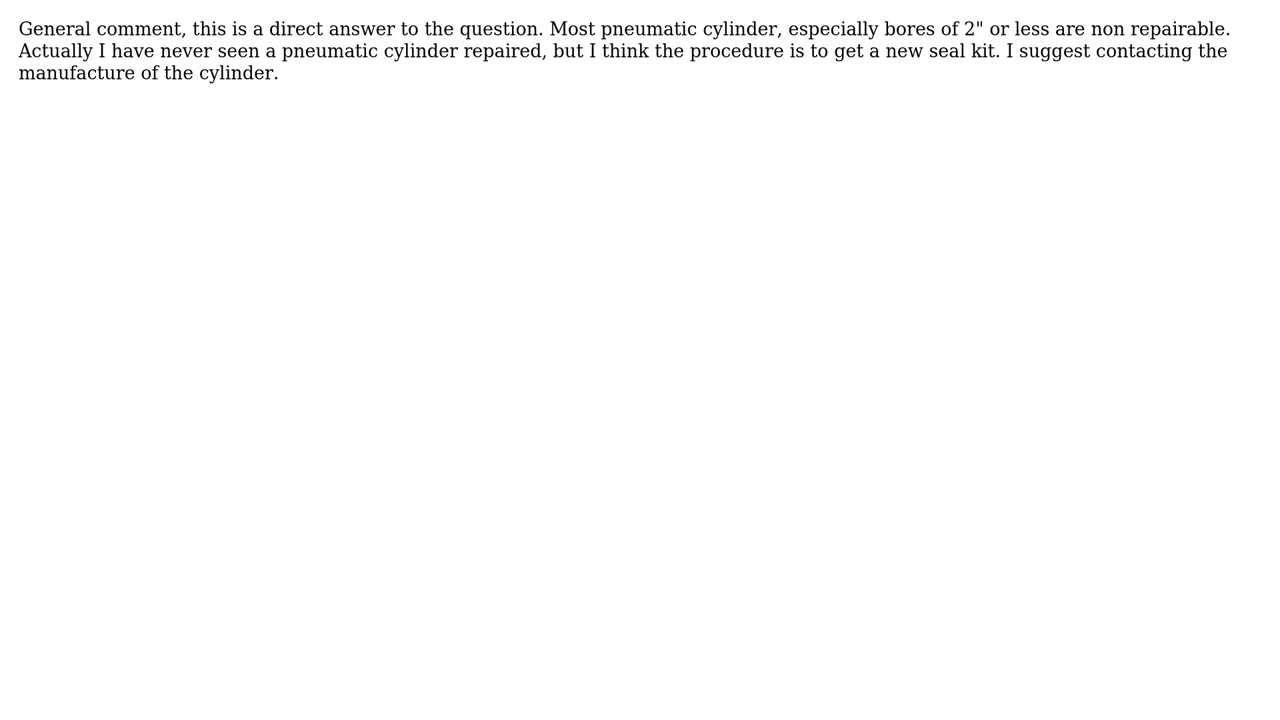 General comment, this is a direct answer to the question. Most pneumatic cylinder, especially bores of 2" or less are non repairable.
Actually I have never seen a pneumatic cylinder repaired, but I think the procedure is to get a new seal kit. I suggest contacting the
manufacture of the cylinder.